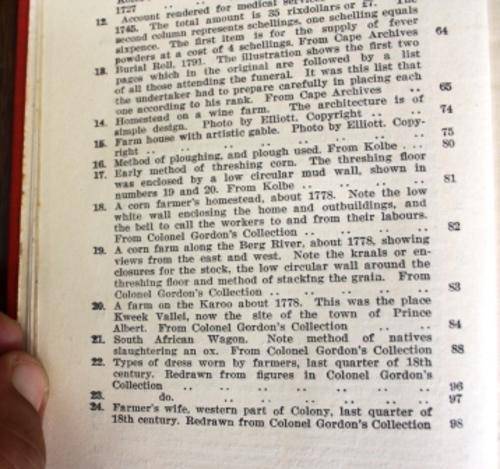 1727
12. Account rendered for medical services
1745. The total amount is 35 rixdollars or £7. The
second column represents schellings, one schelling equals
sixpence. The first item is for the supply of fever
powders at a cost of 4 schellings. From Cape Archives 64
13. Burial Bell, 1791. The illustration shows the first two
pages which in the original are followed by a list
of all those attending the funeral. It was this list that
the undertaker had to prepare carefully in placing each
one according to his rank. From Cape Archives .. 65
14. Homestead on a wine farm. The architecture is of
simple design. Photo by Elliott. Copyright .. .. 74
15. Farm house with artistic gable. Photo by Elliott. Copy-
right .. .. .. .. .. .. .. .. 75
16. Method of ploughing, and plough used. From Kolbe . .. 80
17. Early method of threshing corn. The threshing floor
was enclosed by a low circular mud wall, shown in
numbers 19 and 20. From Kolbe .. .. .. .. 81
18. A corn farmer's homestead, about 1778. Note the low
white wall enclosing the home and outbuildings, and
the bell to call the workers to and from their labours.
From Colonel Gordon's Collection .. .. .. .. 82
19. A corn farm along the Berg River, about 1778, showing
views from the east and west. Note the kraals or en-
closures for the stock, the low circular wall around the
threshing floor and method of stacking the grain. From
Colonel Gordon's Collection .. .. .. .. .. 83
20. A farm on the Karoo about 1778. This was the place
Kweek Vallei, now the site of the town of Prince
Albert. From Colonel Gordon's Collection .. .. 84
21. South African Wagon. Note method of natives
slaughtering an ox. From Colonel Gordon's Collection 88
22. Types of dress worn by farmers, last quarter of 18th
century. Redrawn from figures in Colonel Gordon's
Collection .. .. .. .. .. .. .. 96
23. do. .. .. .. .. .. .. 97
24. Farmer's wife, western part of Colony, last quarter of
18th century. Redrawn from Colonel Gordon's Collection 98